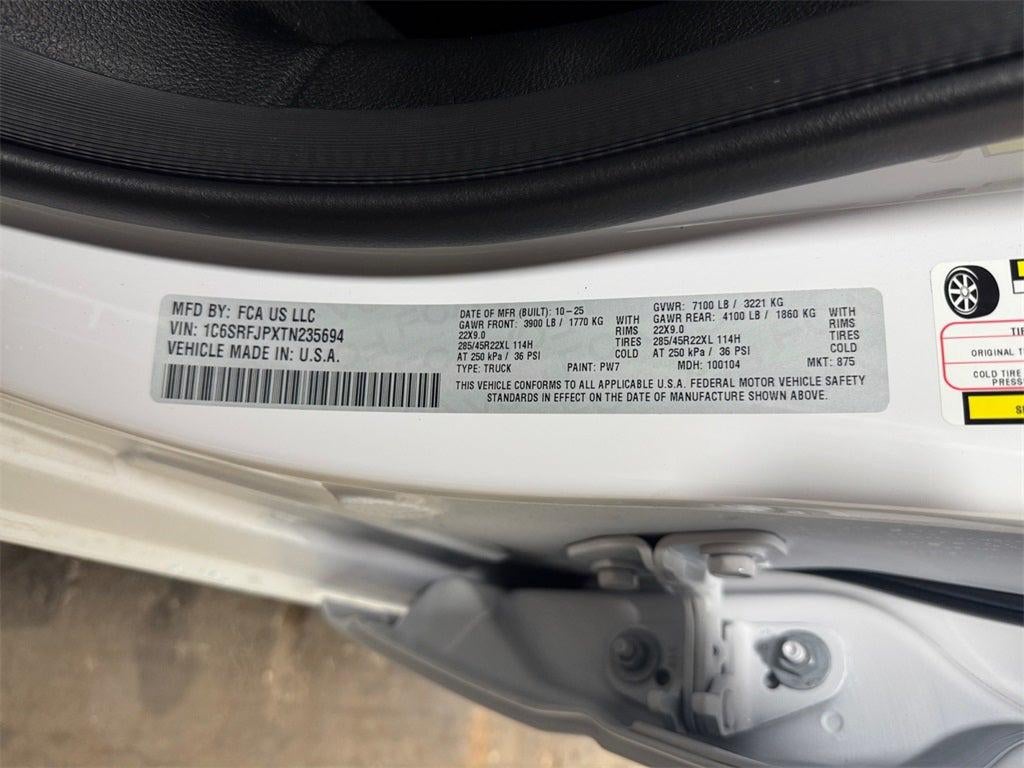 MFD BY: FCA US LLC
VIN: 1C6SRFJPXTN235694
VEHICLE MADE IN: U.S.A.
DATE OF MFR (BUILT): 10-25
GAWR FRONT: 3900 LB / 1770 KG WITH
22X9.0 RIMS
285/45R22XL 114H TIRES
AT 250 kPa / 36 PSI COLD
TYPE: TRUCK PAINT: PW7
GVWR: 7100 LB / 3221 KG
GAWR REAR: 4100 LB / 1860 KG WITH
22X9.0 RIMS
285/45R22XL 114H TIRES
AT 250 kPa / 36 PSI COLD
MDH: 100104 MKT: 875
THIS VEHICLE CONFORMS TO ALL APPLICABLE U.S.A. FEDERAL MOTOR VEHICLE SAFETY
STANDARDS IN EFFECT ON THE DATE OF MANUFACTURE SHOWN ABOVE.
ORIGINAL
COLD TIRE